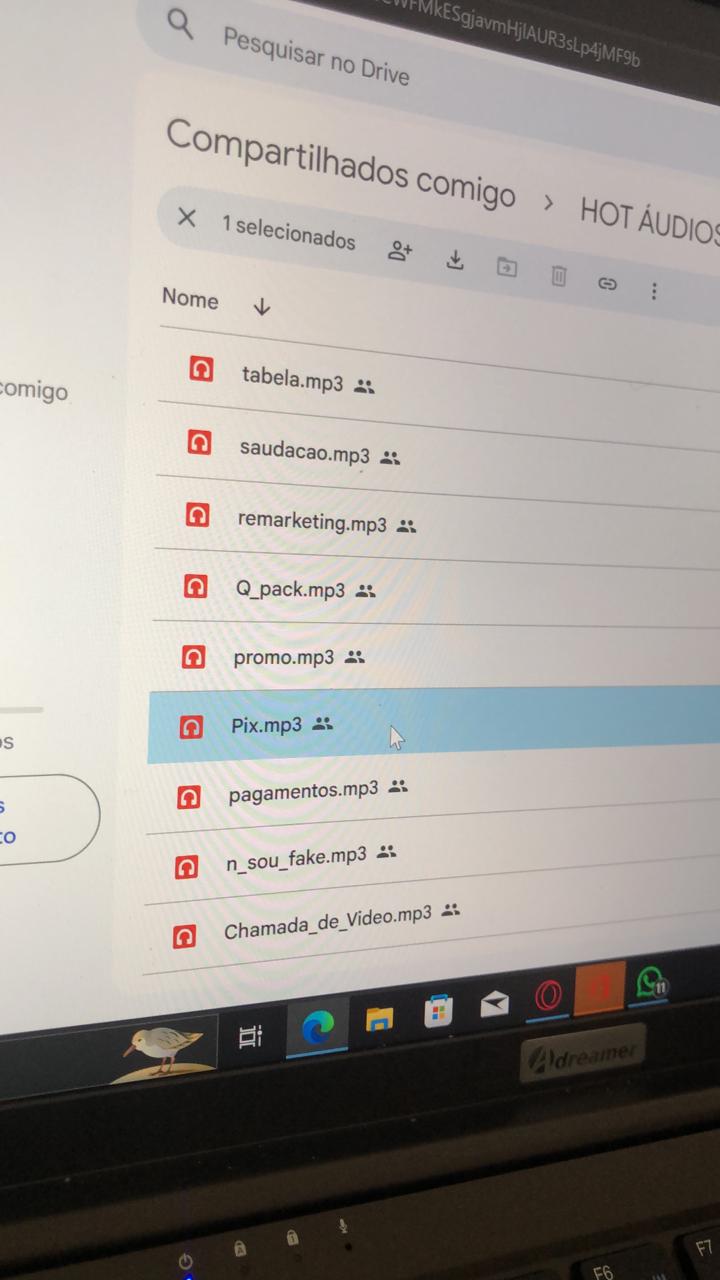 WFMkESgjavmHjlAUR3sLp4jMF9b
Pesquisar no Drive
Compartilhados comigo > HOT ÁUDIOS
1 selecionados
Nome
comigo
tabela.mp3
saudacao.mp3
remarketing.mp3
Q_pack.mp3
promo.mp3
Pix.mp3
pagamentos.mp3
n_sou_fake.mp3
Chamada_de_Video.mp3
os
s
to
11
dreamer
A
1
F6
F7